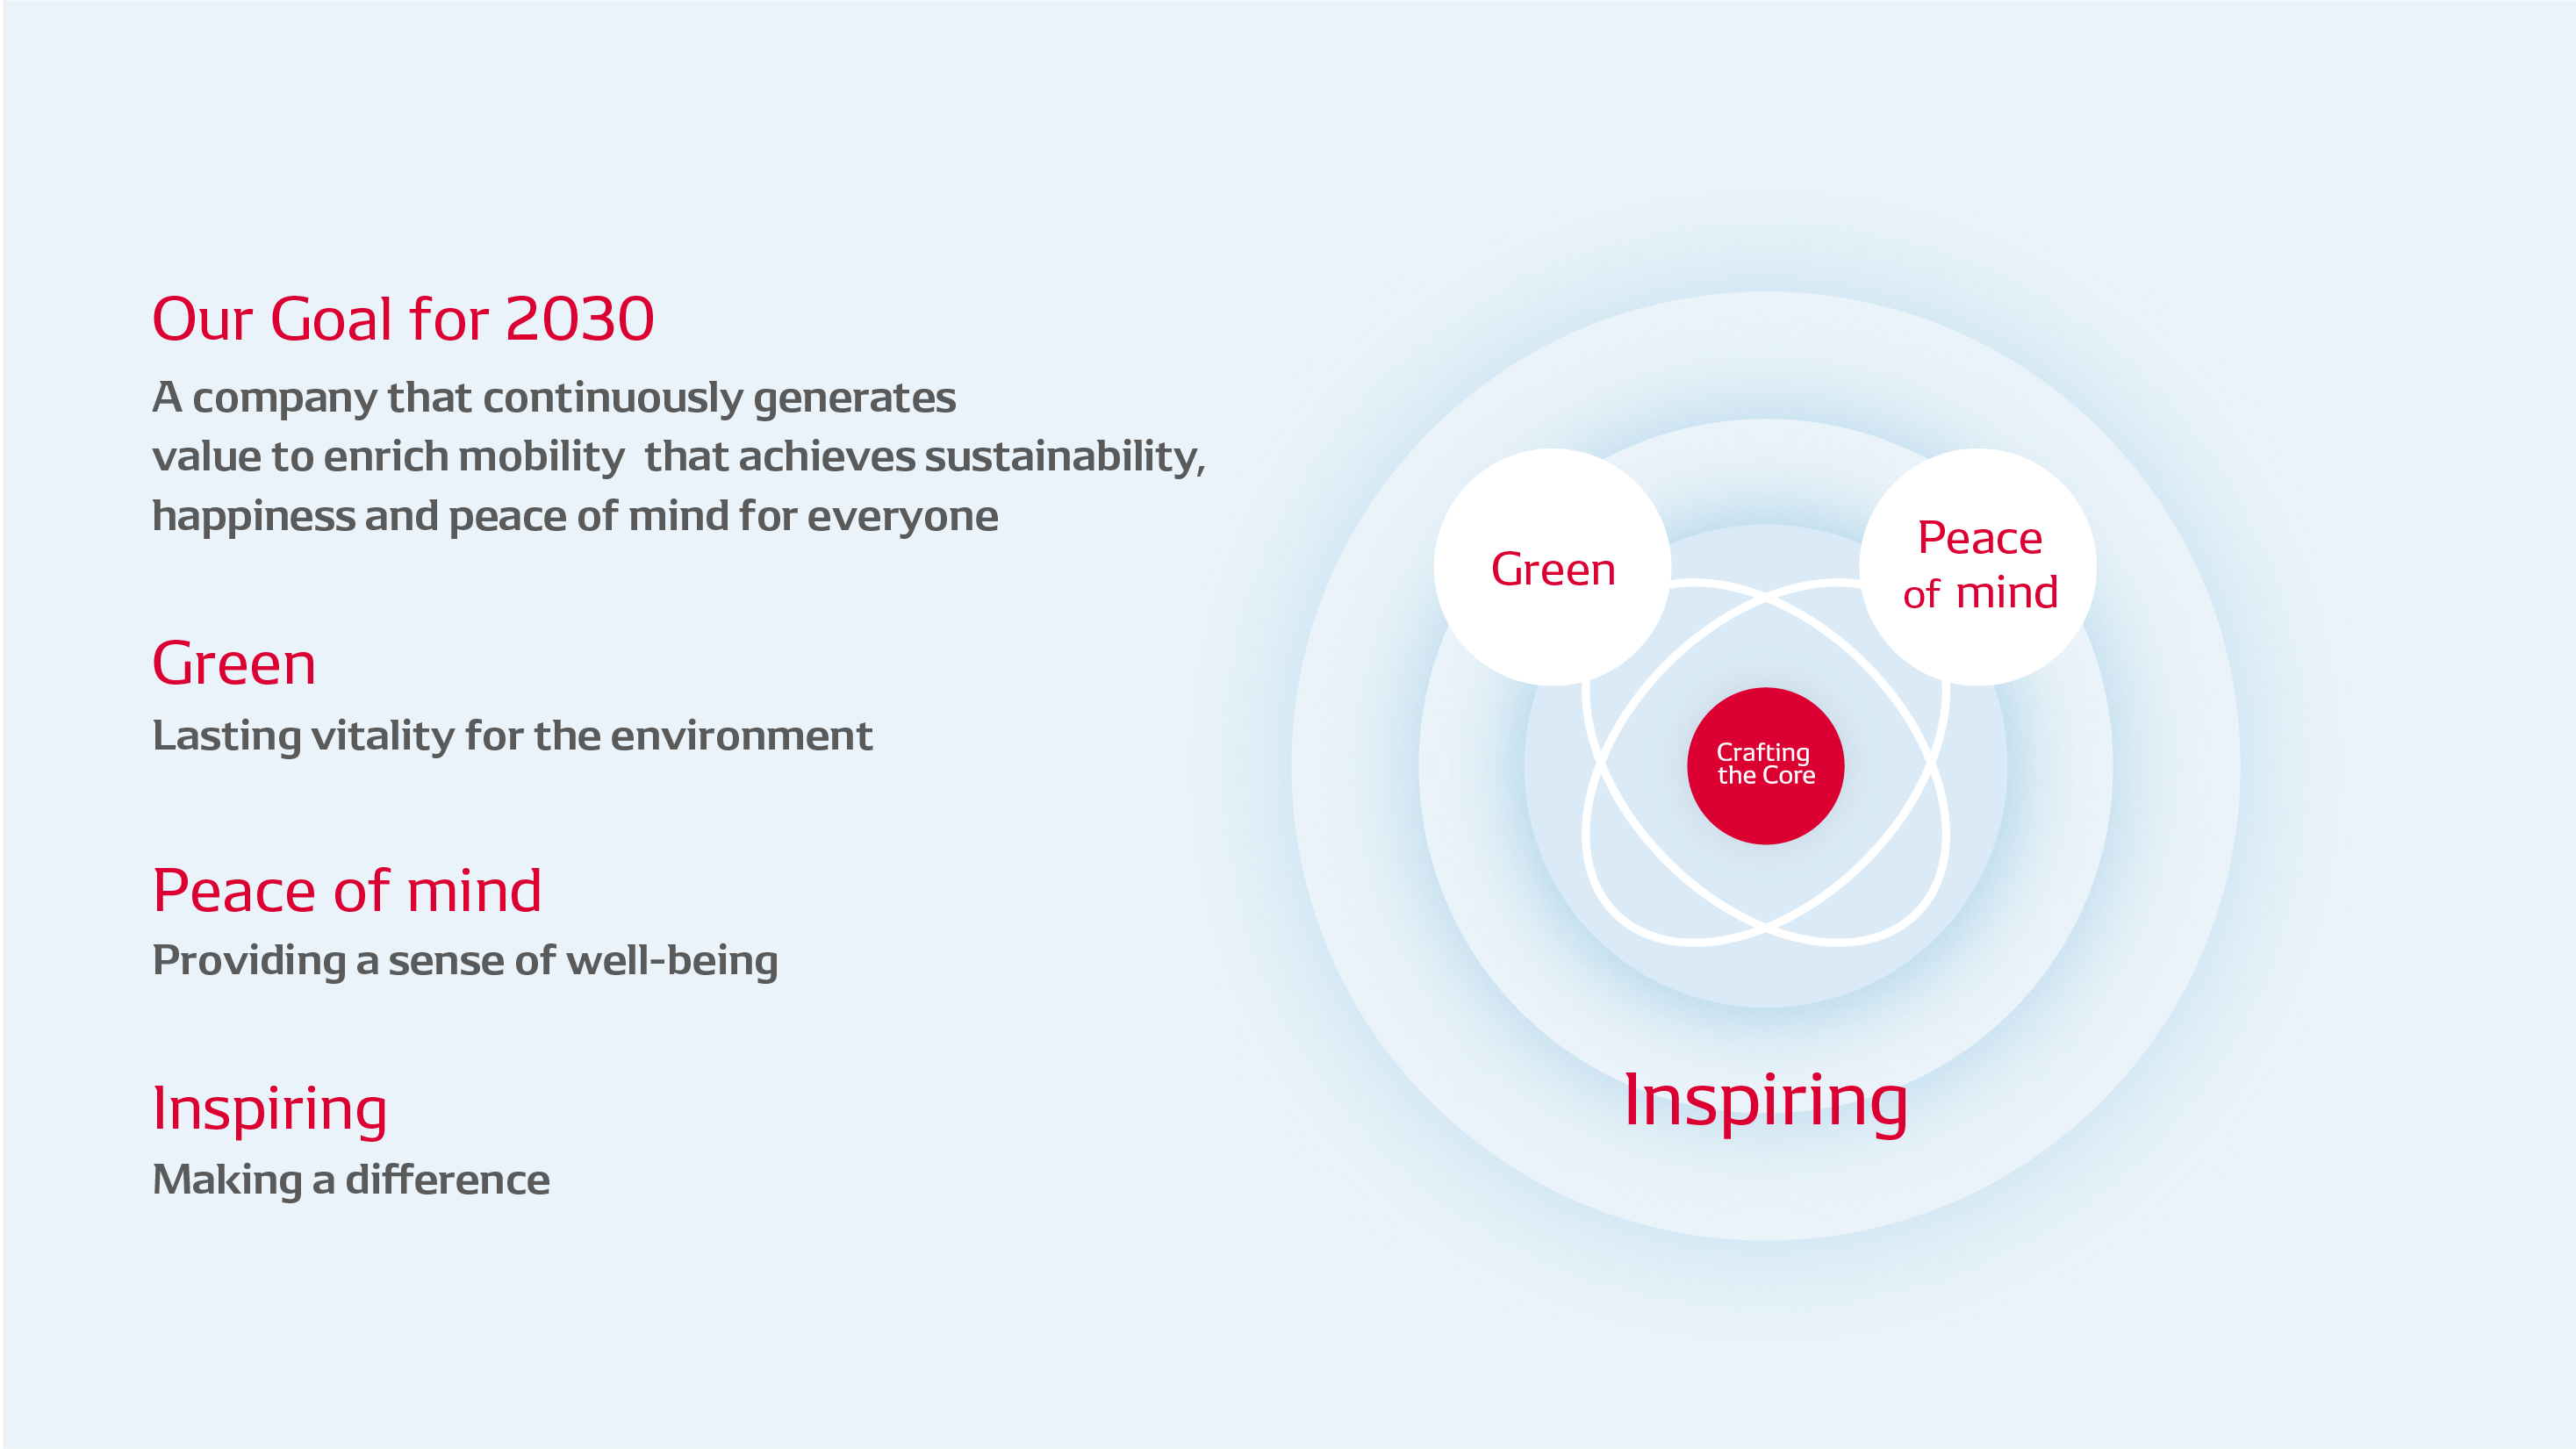 Our Goal for 2030
A company that continuously generates
value to enrich mobility that achieves sustainability,
happiness and peace of mind for everyone
Green
Lasting vitality for the environment
Peace of mind
Providing a sense of well-being
Inspiring
Making a difference
Green
Peace
of mind
Crafting
the Core
Inspiring